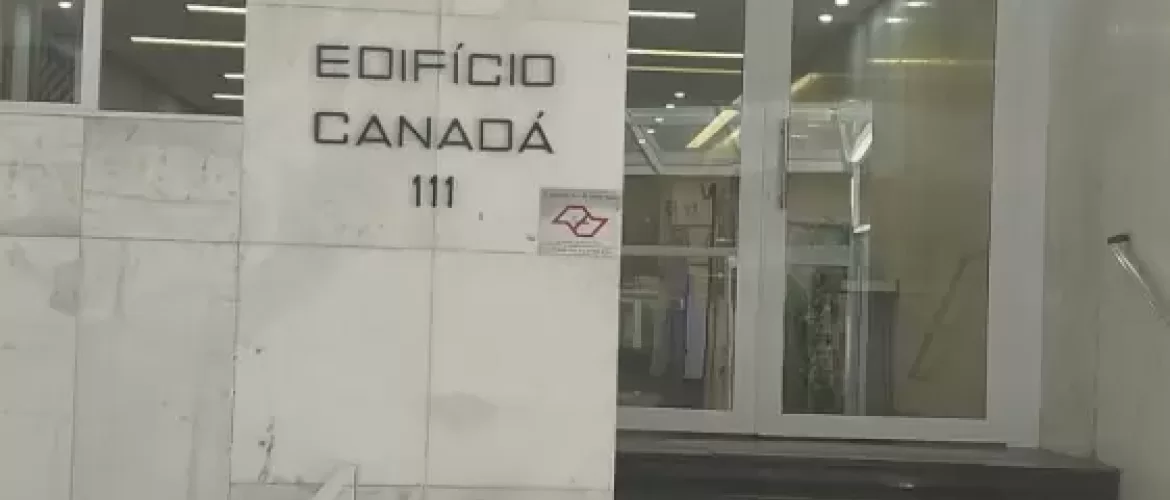 EDIFÍCIO
CANADÁ
111